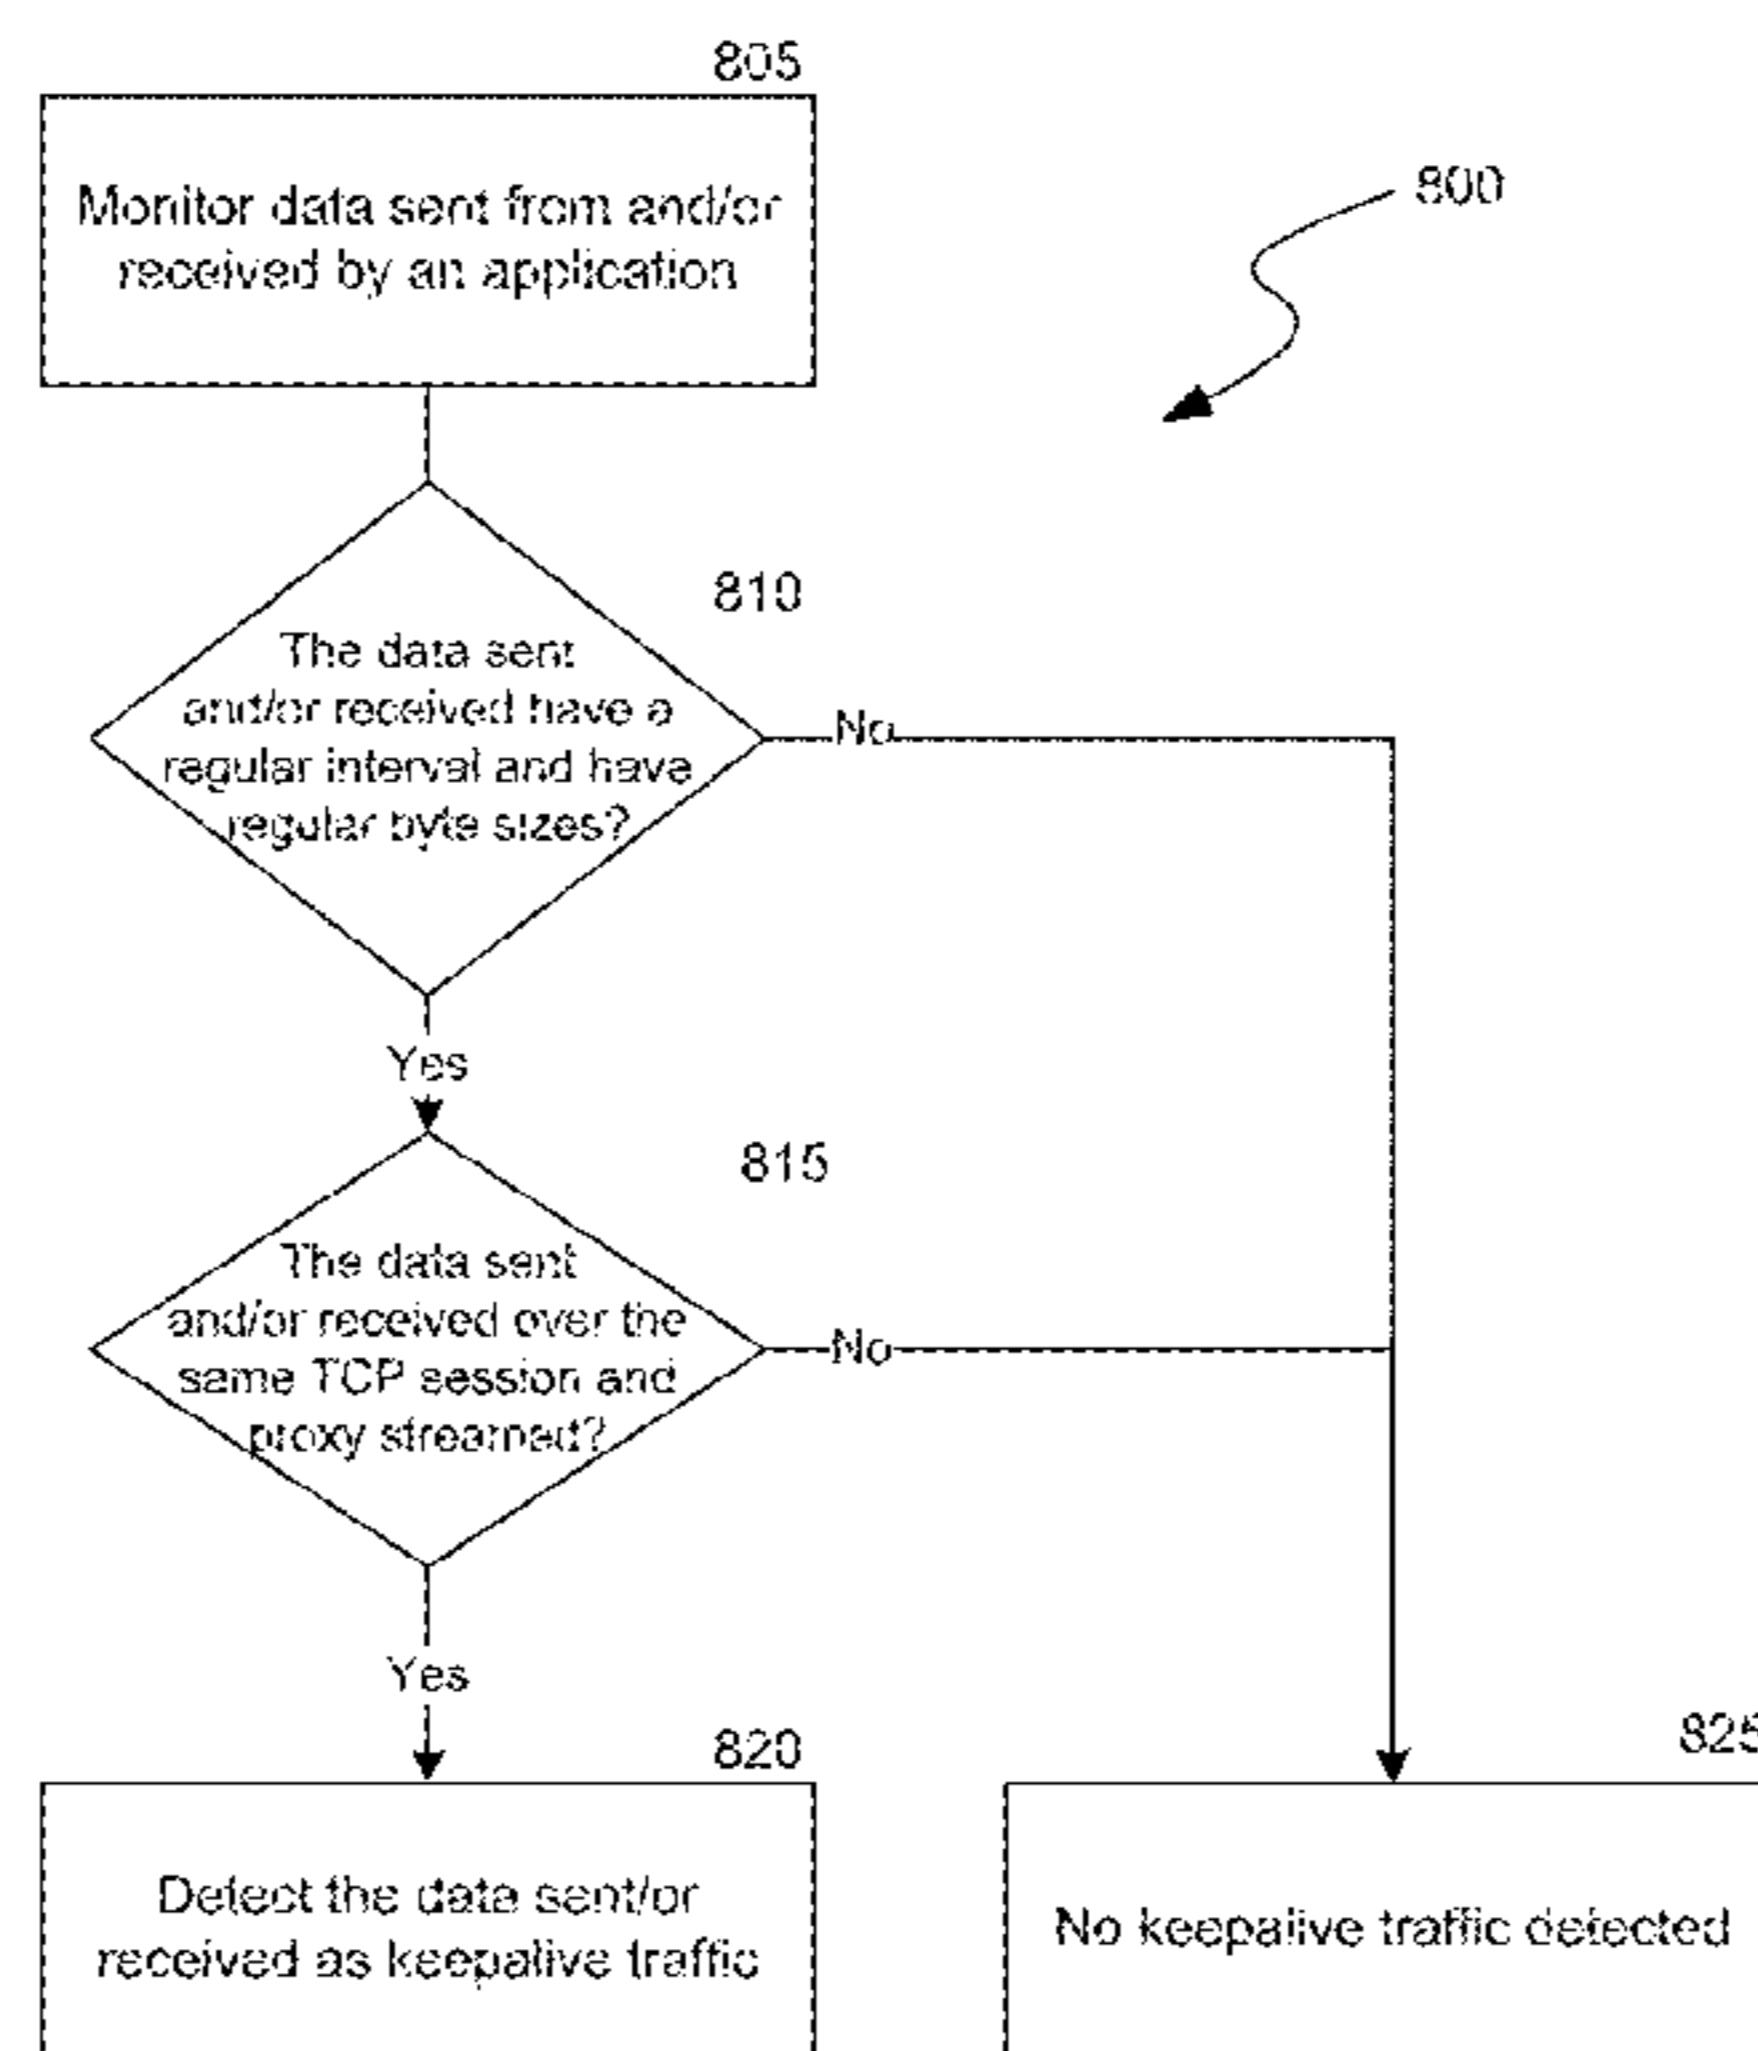 805
Monitor data sent from and/or
received by an application
800
810
The data sent
and/or received have a
regular interval and have
regular byte sizes?
No
Yes
815
The data sent
and/or received over the
same TCP session and
proxy streamed?
No
Yes
820
Detect the data sent/or
received as keepalive traffic
825
No keepalive traffic detected